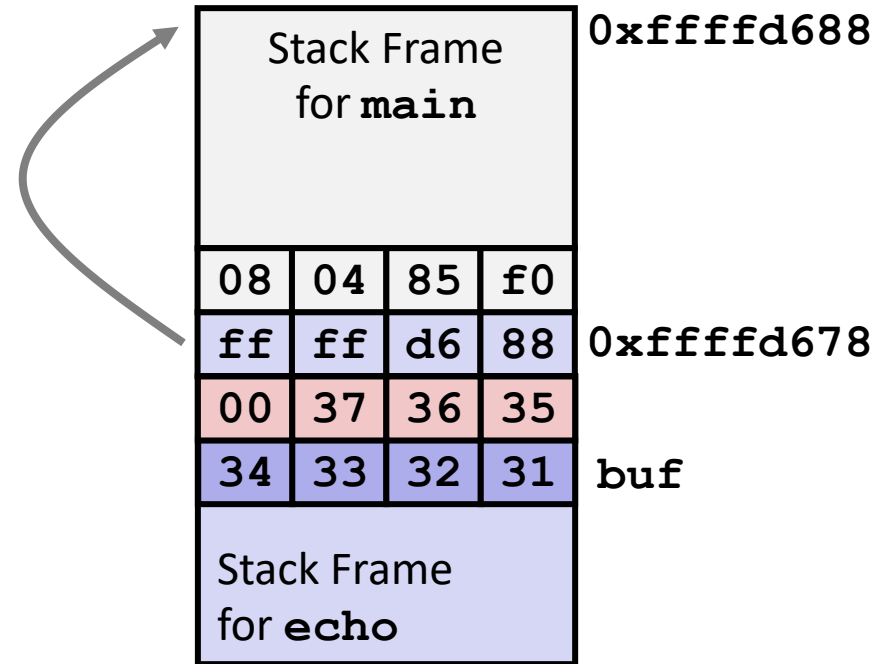 Stack Frame
for main
0xffffd688
08 04 85 f0
ff ff d6 88 0xffffd678
00 37 36 35
34 33 32 31 buf
Stack Frame
for echo